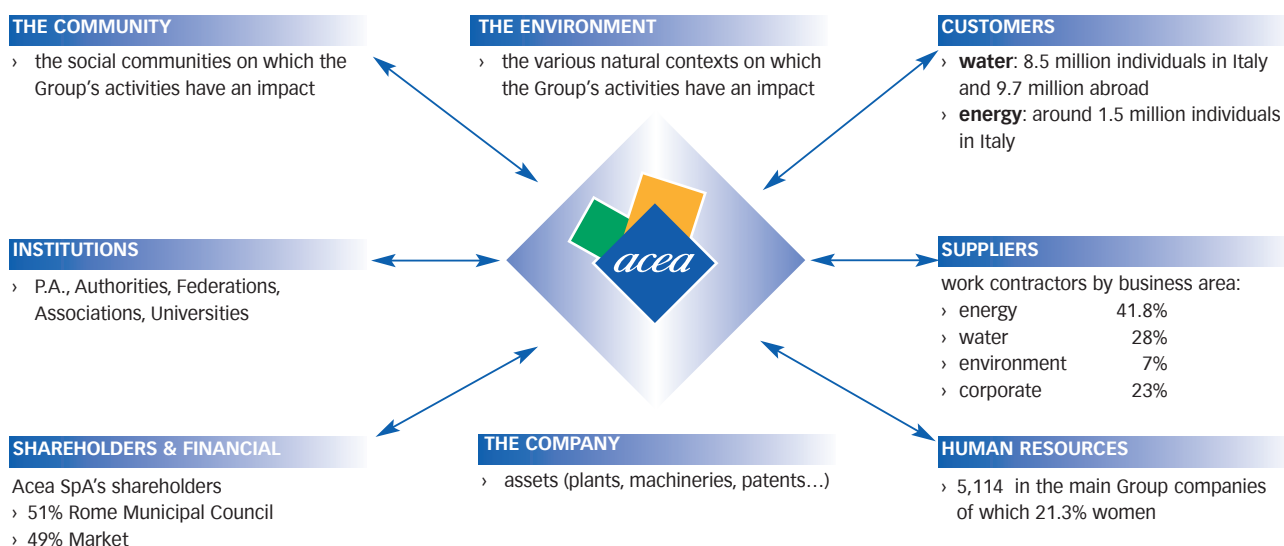 THE COMMUNITY
› the social communities on which the
Group's activities have an impact
THE ENVIRONMENT
› the various natural contexts on which
the Group's activities have an impact
CUSTOMERS
› water: 8.5 million individuals in Italy
and 9.7 million abroad
› energy: around 1.5 million individuals
in Italy
INSTITUTIONS
› P.A., Authorities, Federations,
Associations, Universities
acea
SUPPLIERS
work contractors by business area:
› energy 41.8%
› water 28%
› environment 7%
› corporate 23%
SHAREHOLDERS & FINANCIAL
Acea SpA's shareholders
› 51% Rome Municipal Council
› 49% Market
THE COMPANY
› assets (plants, machineries, patents…)
HUMAN RESOURCES
› 5,114 in the main Group companies
of which 21.3% women